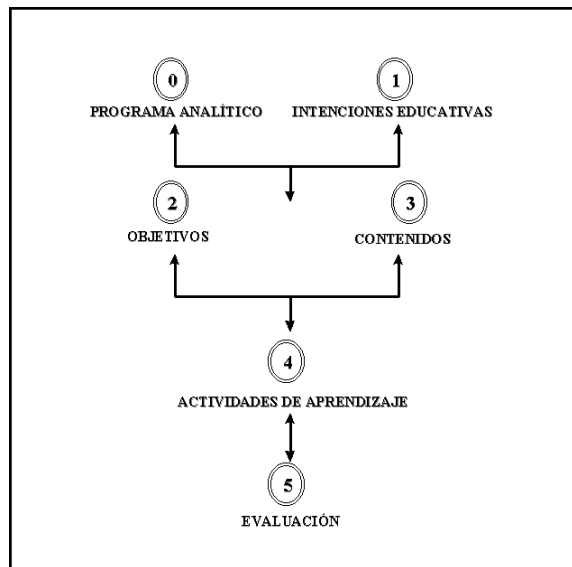 0 1
PROGRAMA ANALÍTICO INTENCIONES EDUCATIVAS
2 3
OBJETIVOS CONTENIDOS
4
ACTIVIDADES DE APRENDIZAJE
5
EVALUACIÓN